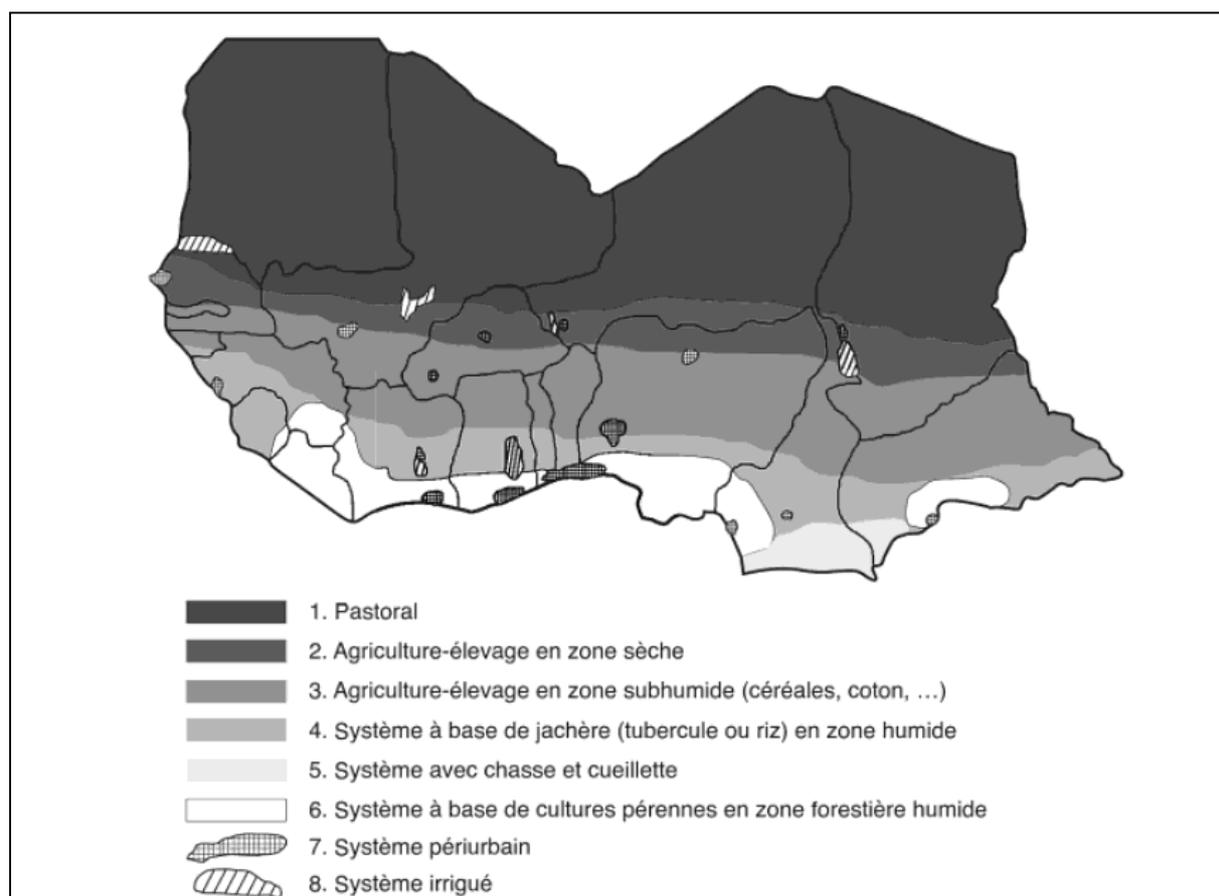 1. Pastoral
2. Agriculture-élevage en zone sèche
3. Agriculture-élevage en zone subhumide (céréales, coton, …)
4. Système à base de jachère (tubercule ou riz) en zone humide
5. Système avec chasse et cueillette
6. Système à base de cultures pérennes en zone forestière humide
7. Système périurbain
8. Système irrigué